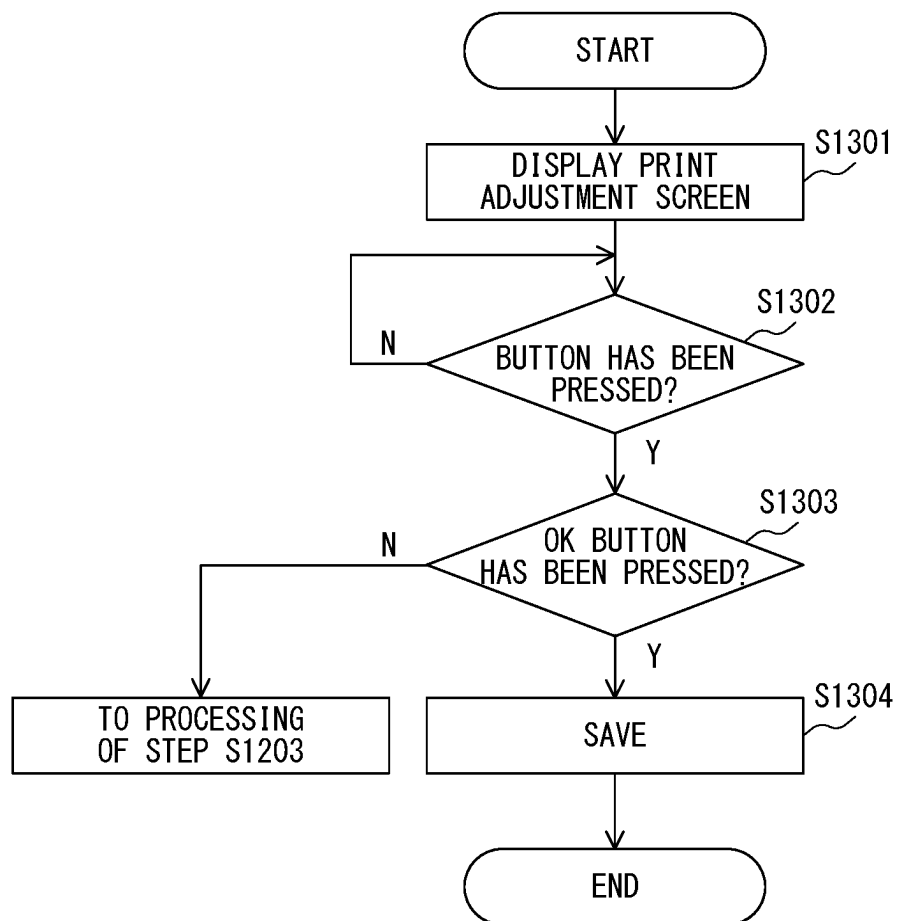 START
S1301
DISPLAY PRINT
ADJUSTMENT SCREEN
S1302
N
BUTTON HAS BEEN
PRESSED?
Y
S1303
N
OK BUTTON
HAS BEEN PRESSED?
Y
S1304
TO PROCESSING
OF STEP S1203
SAVE
END